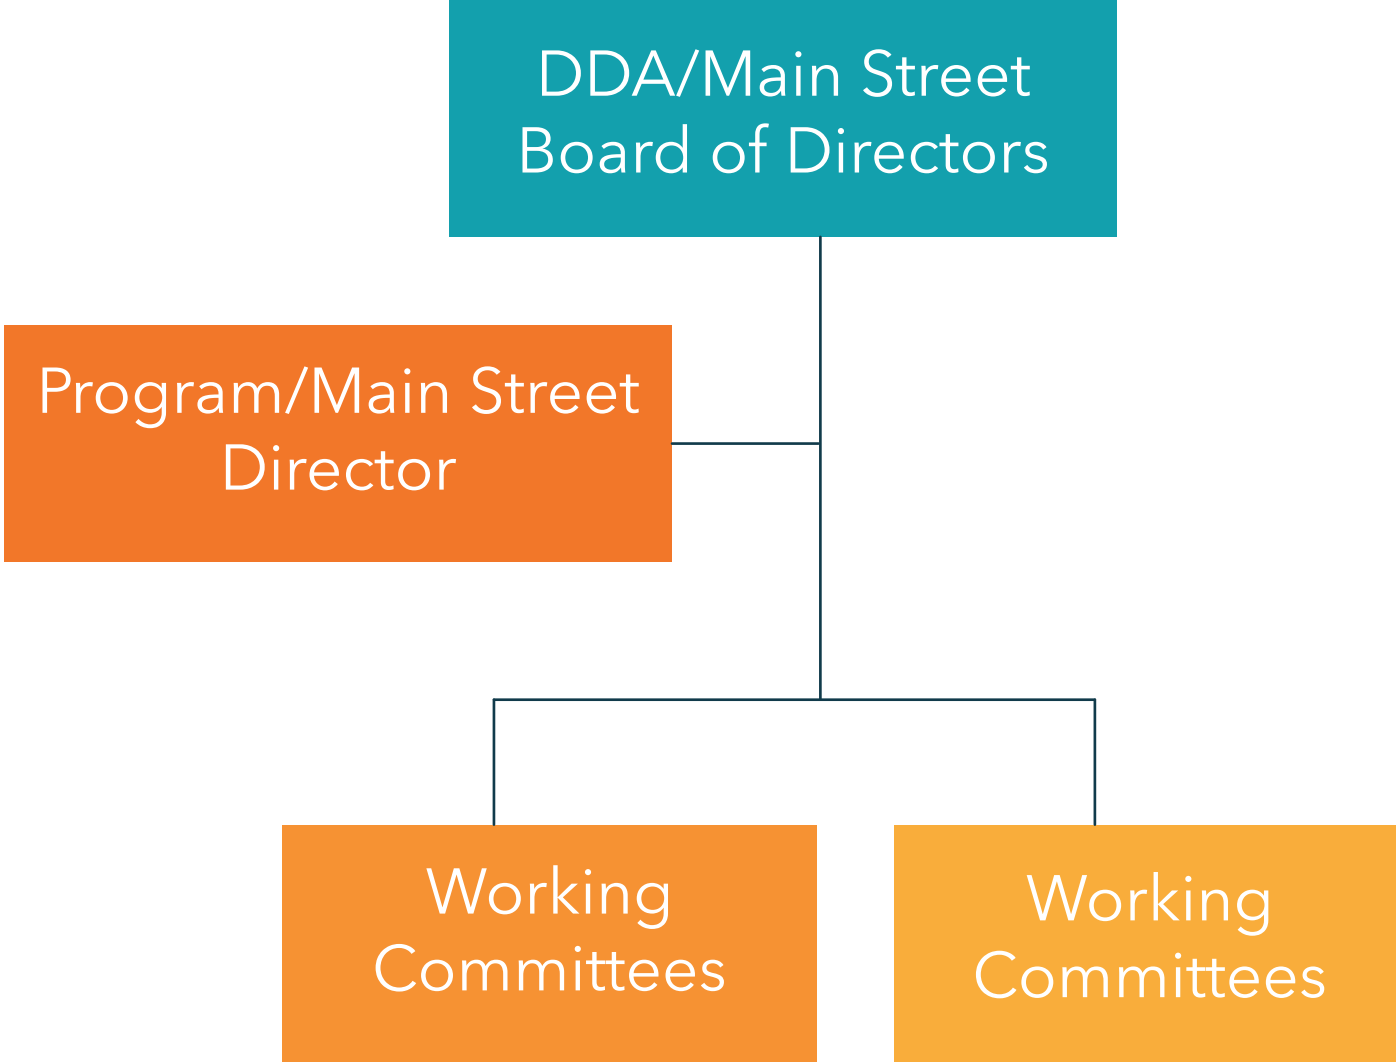 DDA/Main Street
Board of Directors
Program/Main Street
Director
Working
Committees
Working
Committees